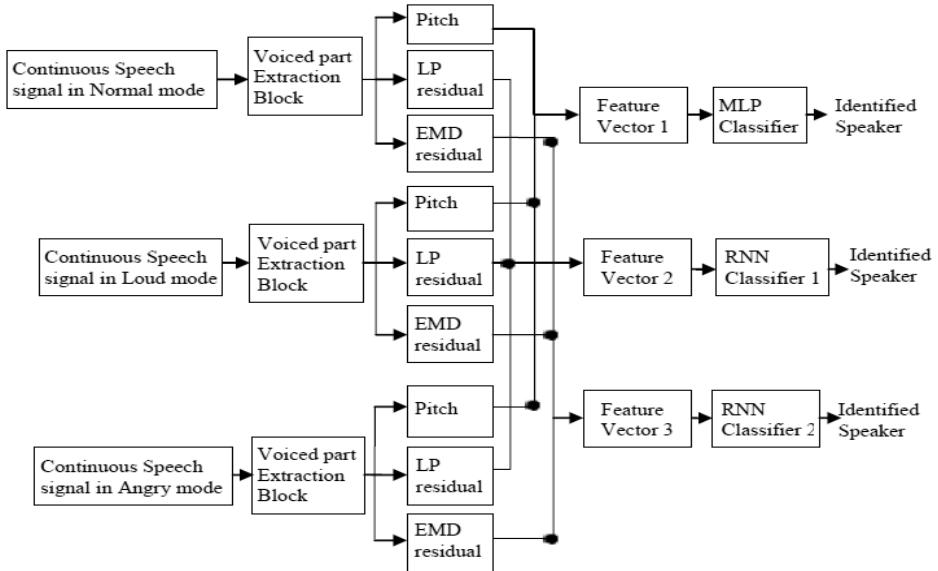 Continuous Speech
signal in Normal mode
Voiced part
Extraction
Block
Pitch
LP
residual
EMD
residual
Feature
Vector 1
MLP
Classifier
Identified
Speaker
Continuous Speech
signal in Loud mode
Voiced part
Extraction
Block
Pitch
LP
residual
EMD
residual
Feature
Vector 2
RNN
Classifier 1
Identified
Speaker
Continuous Speech
signal in Angry mode
Voiced part
Extraction
Block
Pitch
LP
residual
EMD
residual
Feature
Vector 3
RNN
Classifier 2
Identified
Speaker